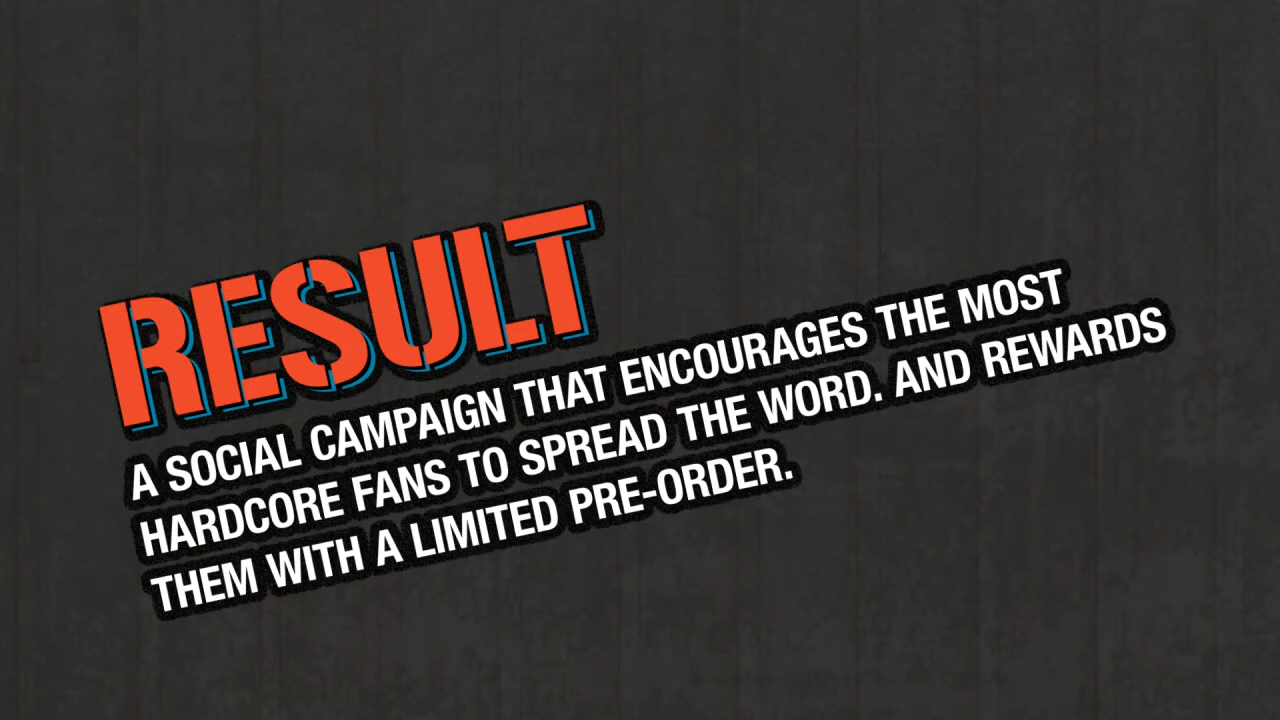 RESULT
A SOCIAL CAMPAIGN THAT ENCOURAGES THE MOST
HARDCORE FANS TO SPREAD THE WORD. AND REWARDS
THEM WITH A LIMITED PRE-ORDER.